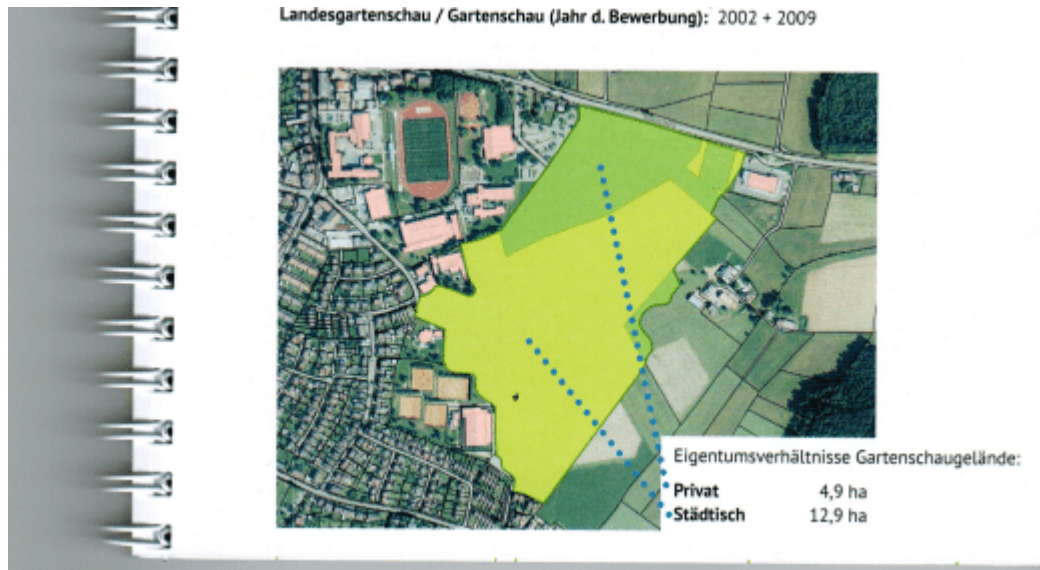 Landesgartenschau / Gartenschau (Jahr d. Bewerbung): 2002 + 2009
Eigentumsverhältnisse Gartenschaugelände:
Privat 4,9 ha
Städtisch 12,9 ha